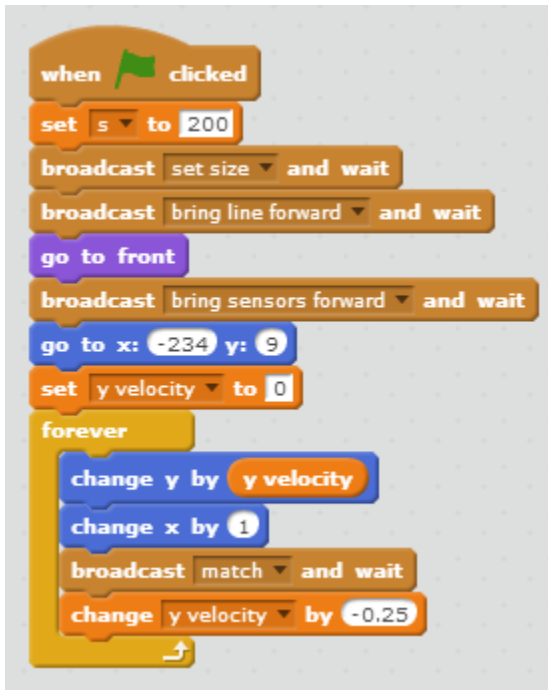 when clicked
set s to 200
broadcast set size and wait
broadcast bring line forward and wait
go to front
broadcast bring sensors forward and wait
go to x: -234 y: 9
set y velocity to 0
forever
change y by y velocity
change x by 1
broadcast match and wait
change y velocity by -0.25